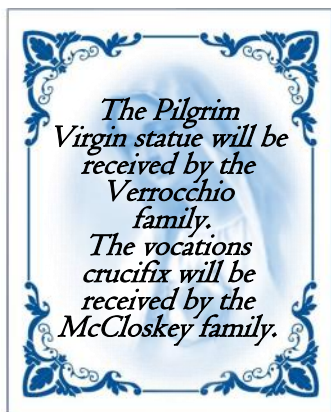 The Pilgrim
Virgin statue will be
received by the
Verrocchio
family.
The vocations
crucifix will be
received by the
McCloskey family.